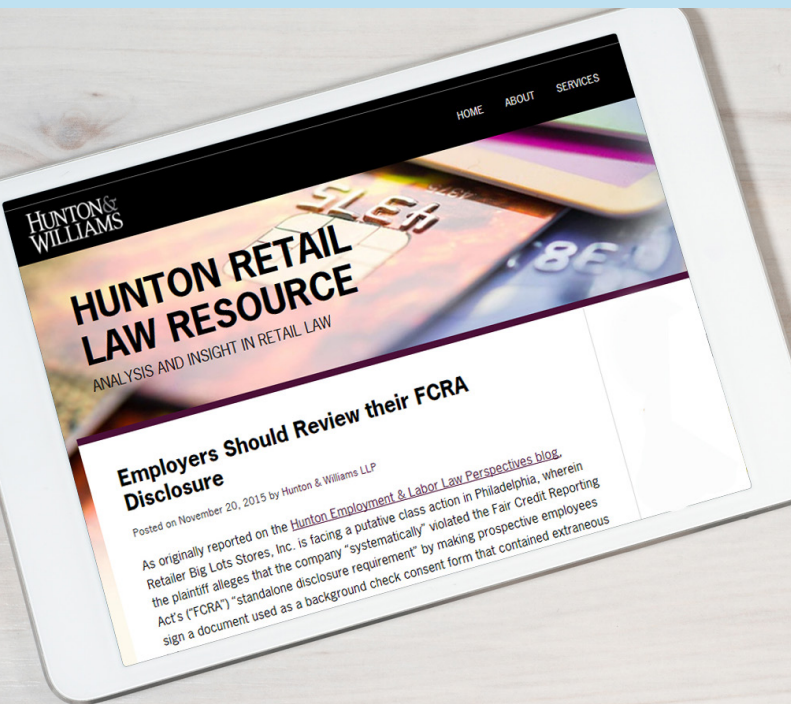 HOME ABOUT SERVICES
HUNTON&
WILLIAMS
HUNTON RETAIL
LAW RESOURCE
ANALYSIS AND INSIGHT IN RETAIL LAW
Employers Should Review their FCRA
Disclosure
Posted on November 20, 2015 by Hunton & Williams LLP
As originally reported on the Hunton Employment & Labor Law Perspectives blog,
Retailer Big Lots Stores, Inc. is facing a putative class action in Philadelphia, wherein
the plaintiff alleges that the company "systematically" violated the Fair Credit Reporting
Act's ("FCRA") "standalone disclosure requirement" by making prospective employees
sign a document used as a background check consent form that contained extraneous